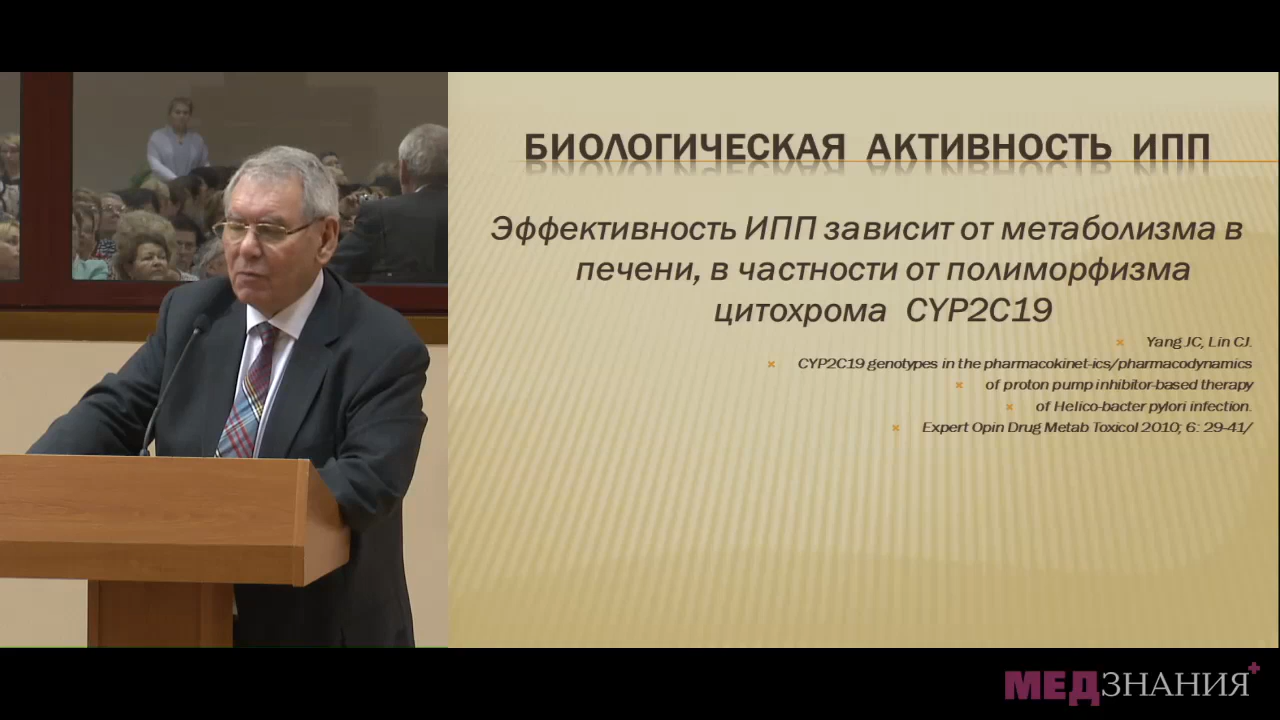 БИОЛОГИЧЕСКАЯ АКТИВНОСТЬ ИПП
Эффективность ИПП зависит от метаболизма в
печени, в частности от полиморфизма
цитохрома CYP2C19
Yang JC, Lin CJ.
CYP2C19 genotypes in the pharmacokinet-ics/pharmacodynamics
of proton pump inhibitor-based therapy
of Helico-bacter pylori infection.
Expert Opin Drug Metab Toxicol 2010; 6: 29-41/
МЕДЗНАНИЯ+